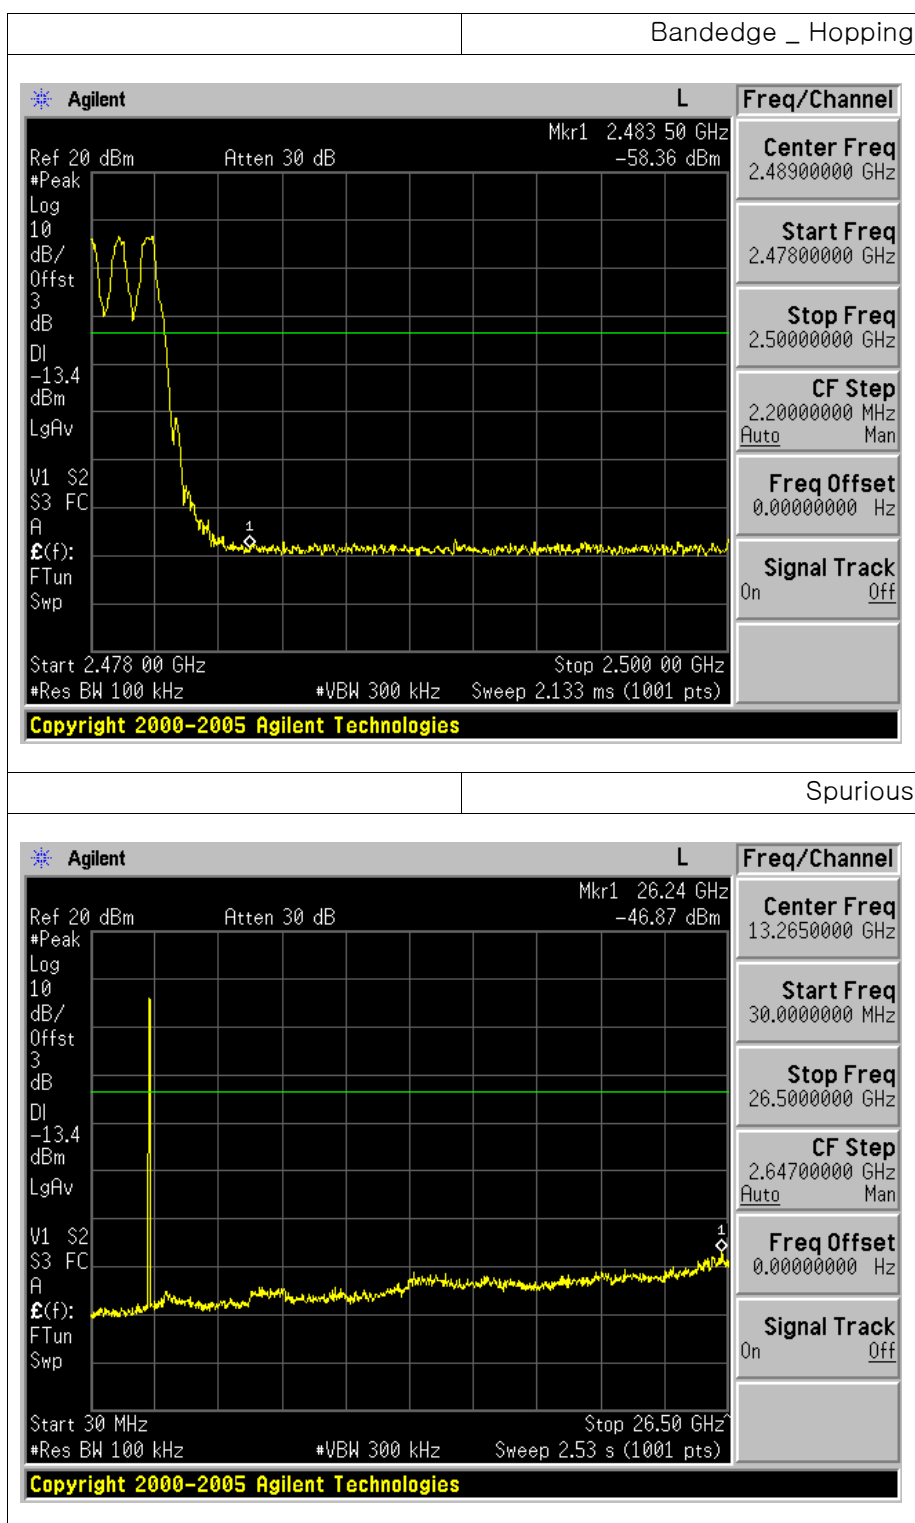 Bandedge _ Hopping
Agilent L Freq/Channel
Mkr1 2.483 50 GHz
Ref 20 dBm Atten 30 dB -58.36 dBm
#Peak
Log
10
dB/
Offst
3
dB
DI
-13.4
dBm
LgAv
V1 S2
S3 FC
A
£(f):
FTun
Swp
1
Start 2.478 00 GHz Stop 2.500 00 GHz
#Res BW 100 kHz #VBW 300 kHz Sweep 2.133 ms (1001 pts)
Center Freq
2.48900000 GHz
Start Freq
2.47800000 GHz
Stop Freq
2.50000000 GHz
CF Step
2.20000000 MHz
Auto Man
Freq Offset
0.00000000 Hz
Signal Track
On Off
Copyright 2000-2005 Agilent Technologies
Spurious
Agilent L Freq/Channel
Mkr1 26.24 GHz
Ref 20 dBm Atten 30 dB -46.87 dBm
#Peak
Log
10
dB/
Offst
3
dB
DI
-13.4
dBm
LgAv
V1 S2
S3 FC
A
£(f):
FTun
Swp
1
Start 30 MHz Stop 26.50 GHz^
#Res BW 100 kHz #VBW 300 kHz Sweep 2.53 s (1001 pts)
Center Freq
13.2650000 GHz
Start Freq
30.0000000 MHz
Stop Freq
26.5000000 GHz
CF Step
2.64700000 GHz
Auto Man
Freq Offset
0.00000000 Hz
Signal Track
On Off
Copyright 2000-2005 Agilent Technologies